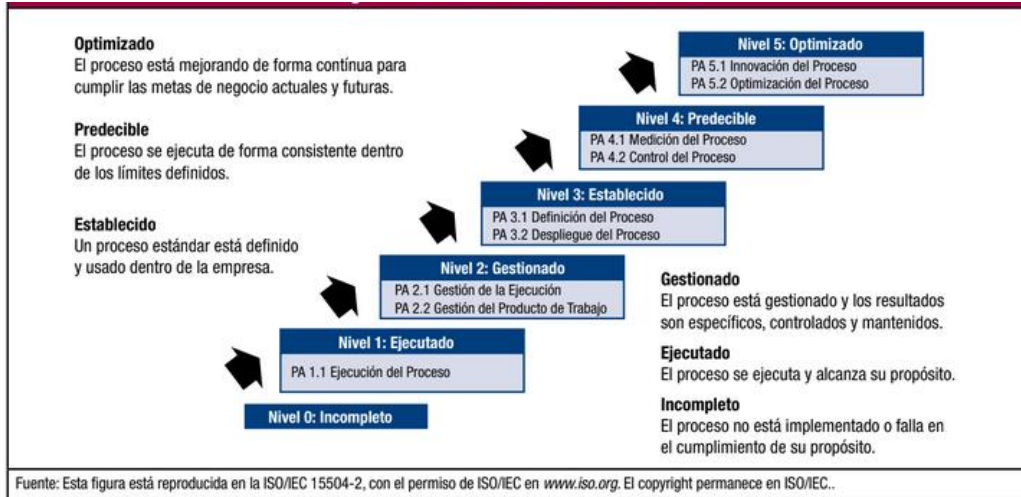 Optimizado
El proceso está mejorando de forma contínua para
cumplir las metas de negocio actuales y futuras.
Predecible
El proceso se ejecuta de forma consistente dentro
de los límites definidos.
Establecido
Un proceso estándar está definido
y usado dentro de la empresa.
Nivel 5: Optimizado
PA 5.1 Innovación del Proceso
PA 5.2 Optimización del Proceso
Nivel 4: Predecible
PA 4.1 Medición del Proceso
PA 4.2 Control del Proceso
Nivel 3: Establecido
PA 3.1 Definición del Proceso
PA 3.2 Despliegue del Proceso
Nivel 2: Gestionado
PA 2.1 Gestión de la Ejecución
PA 2.2 Gestión del Producto de Trabajo
Nivel 1: Ejecutado
PA 1.1 Ejecución del Proceso
Nivel 0: Incompleto
Gestionado
El proceso está gestionado y los resultados
son específicos, controlados y mantenidos.
Ejecutado
El proceso se ejecuta y alcanza su propósito.
Incompleto
El proceso no está implementado o falla en
el cumplimiento de su propósito.
Fuente: Esta figura está reproducida en la ISO/IEC 15504-2, con el permiso de ISO/IEC en www.iso.org. El copyright permanece en ISO/IEC..